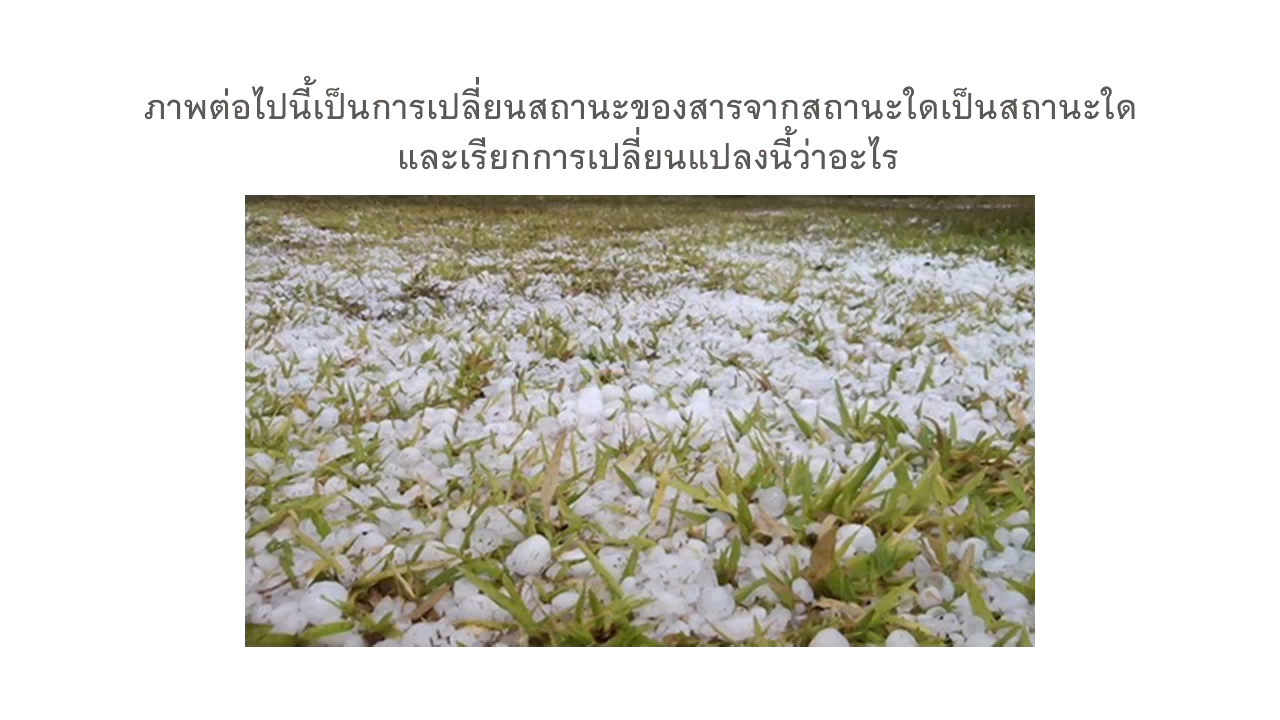 ภาพต่อไปนี้เป็นการเปลี่ยนสถานะของสารจากสถานะใดเป็นสถานะใด
และเรียกการเปลี่ยนแปลงนี้ว่าอะไร